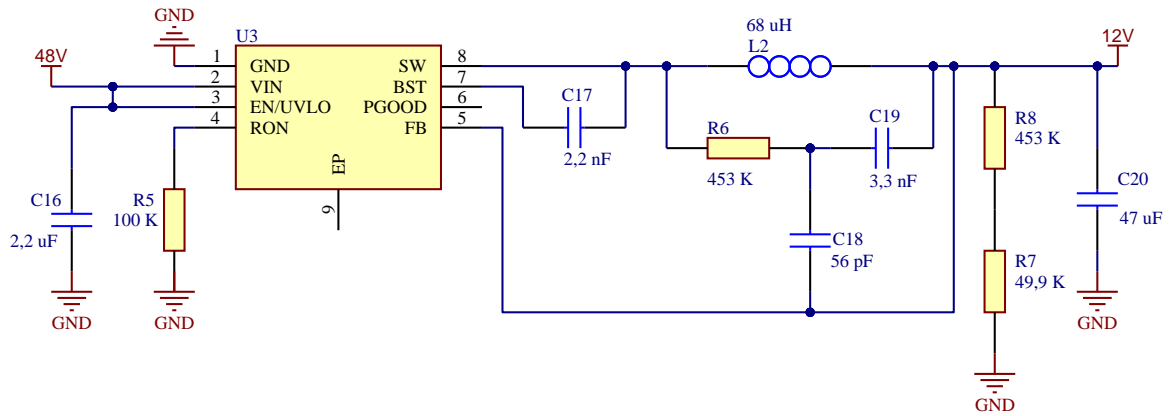 GND
48V
U3
1
GND
2
VIN
3
EN/UVLO
4
RON
SW
8
BST
7
PGOOD
6
FB
5
EP
9
C16
2,2 uF
GND
R5
100 K
GND
C17
2,2 nF
68 uH
L2
R6
453 K
C19
3,3 nF
C18
56 pF
12V
R8
453 K
R7
49,9 K
GND
C20
47 uF
GND